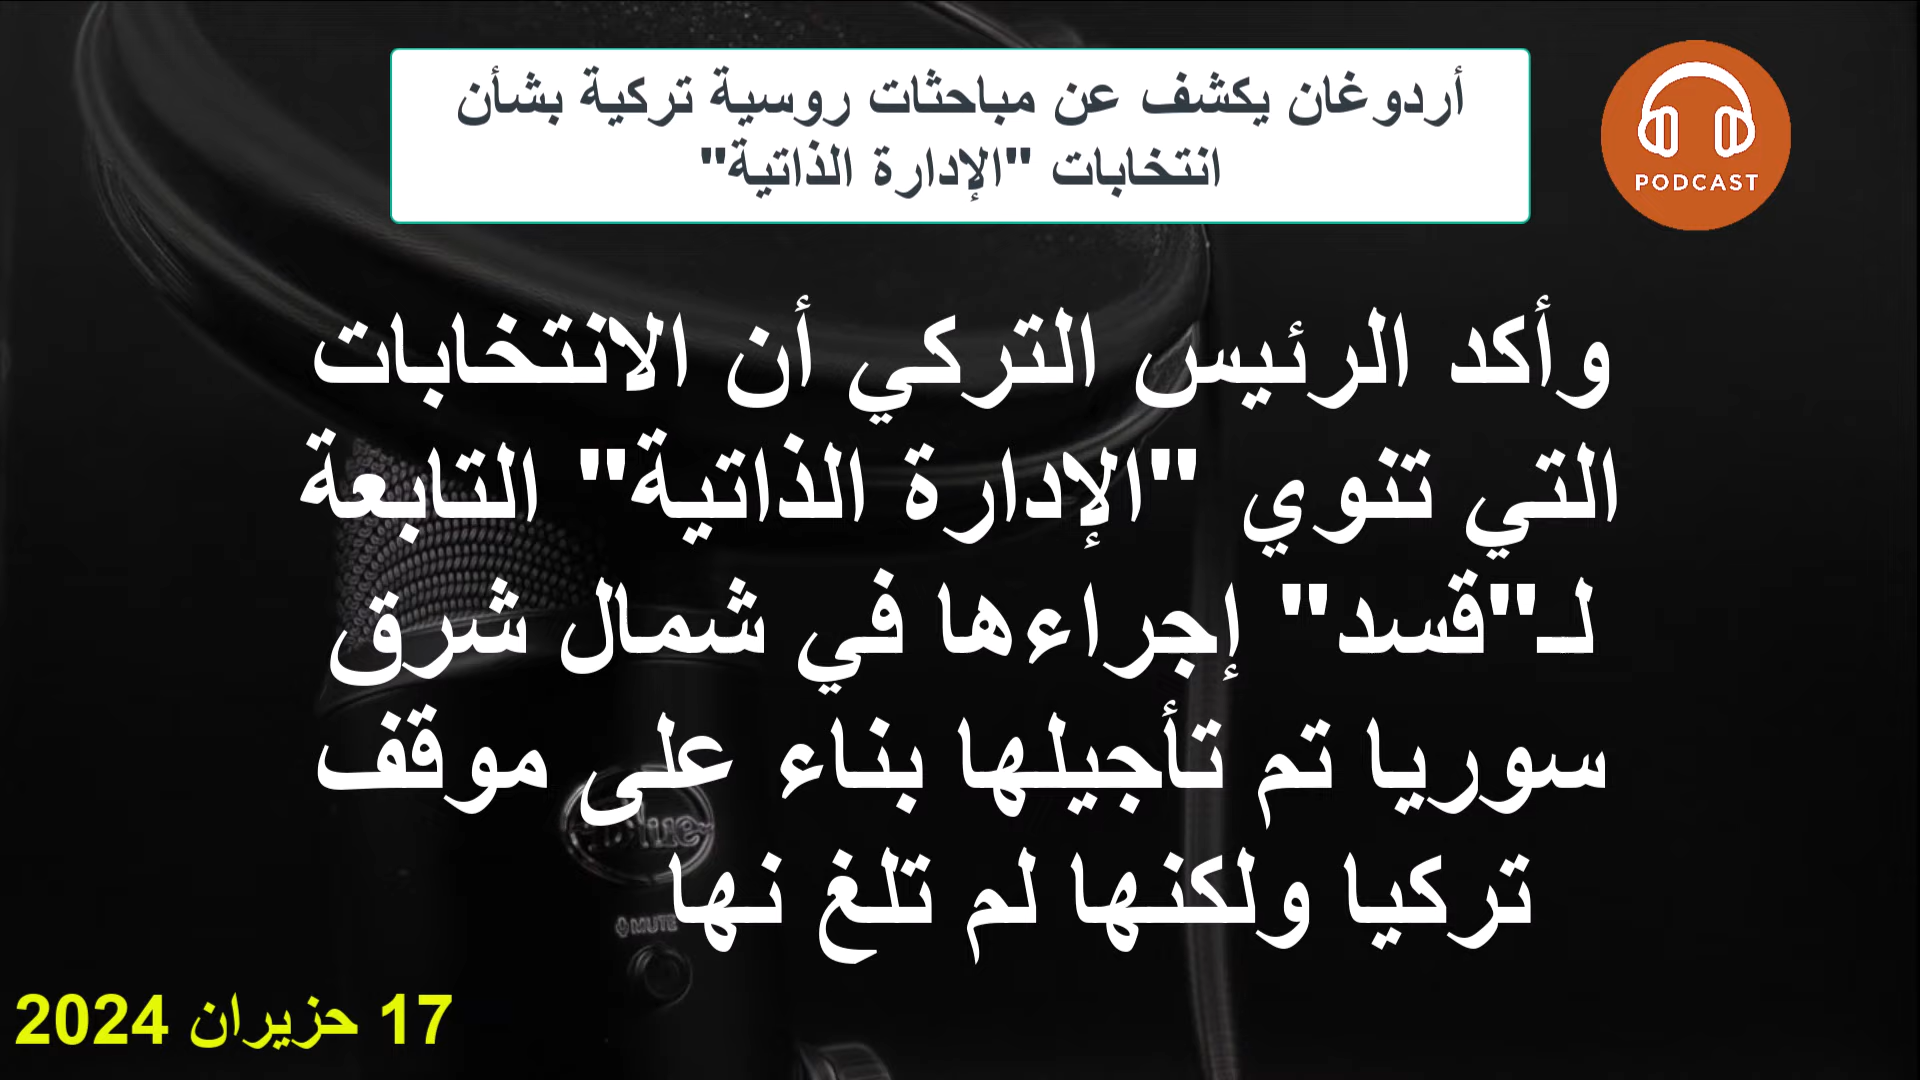 أردوغان يكشف عن مباحثات روسية تركية بشأن
انتخابات "الإدارة الذاتية"
PODCAST
وأكد الرئيس التركي أن الانتخابات
التي تنوي "الإدارة الذاتية" التابعة
لـ"قسد" إجراءها في شمال شرق
سوريا تم تأجيلها بناء على موقف
تركيا ولكنها لم تلغ نها
Blue
MUTE
17 حزيران 2024